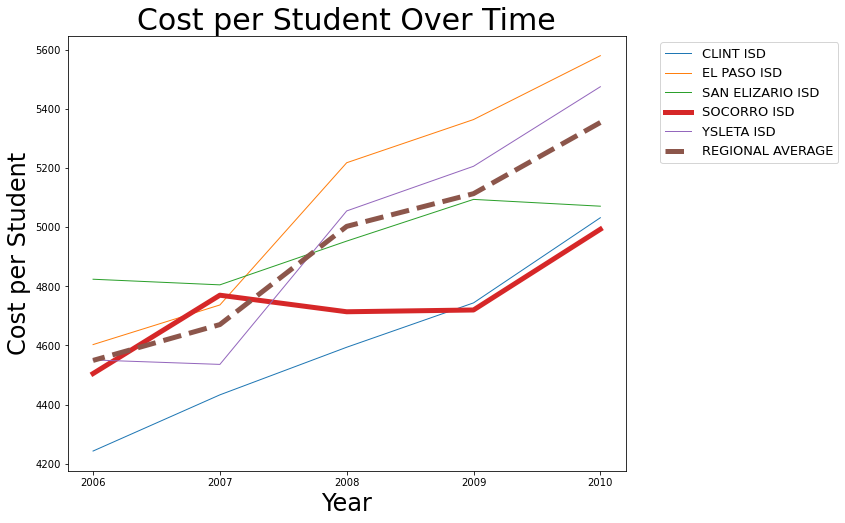 Cost per Student Over Time
5600
5400
5200
5000
4800
4600
4400
4200
Cost per Student
2006 2007 2008 2009 2010
Year
CLINT ISD
EL PASO ISD
SAN ELIZARIO ISD
SOCORRO ISD
YSLETA ISD
REGIONAL AVERAGE